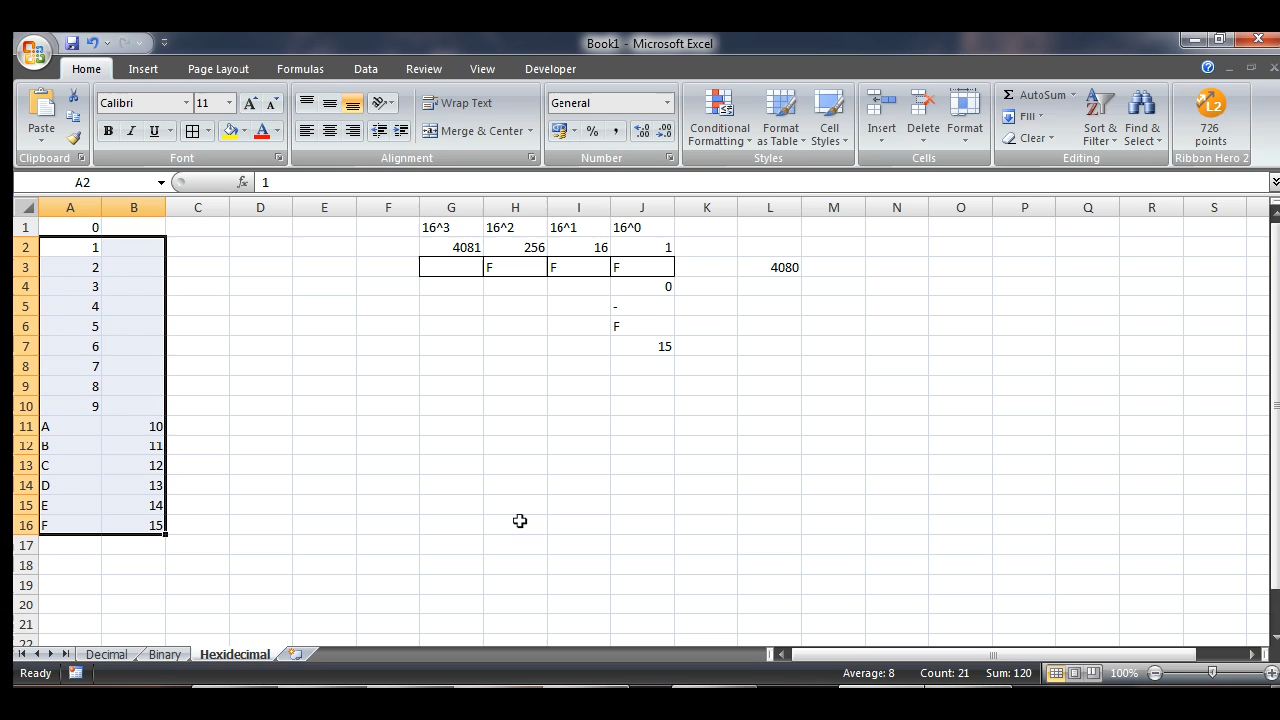 Book1 - Microsoft Excel
Home Insert Page Layout Formulas Data Review View Developer
Paste
Calibri 11
Wrap Text
General
B I U
Merge & Center
Conditional Formatting
Format as Table
Cell Styles
Insert
Delete
Format
AutoSum
Fill
Clear
Sort & Filter
Find & Select
L2
726 points
Clipboard Font Alignment Number Styles Cells Editing Ribbon Hero 2
A2 fx 1
A B C D E F G H I J K L M N O P Q R S
1 0 16^3 16^2 16^1 16^0
2 1 4081 256 16 1
3 2 F F F 4080
4 3 0
5 4 -
6 5 F
7 6 15
8 7
9 8
10 9
11 A 10
12 B 11
13 C 12
14 D 13
15 E 14
16 F 15
17
18
19
20
21
22
Decimal Binary Hexidecimal
Ready Average: 8 Count: 21 Sum: 120 100%